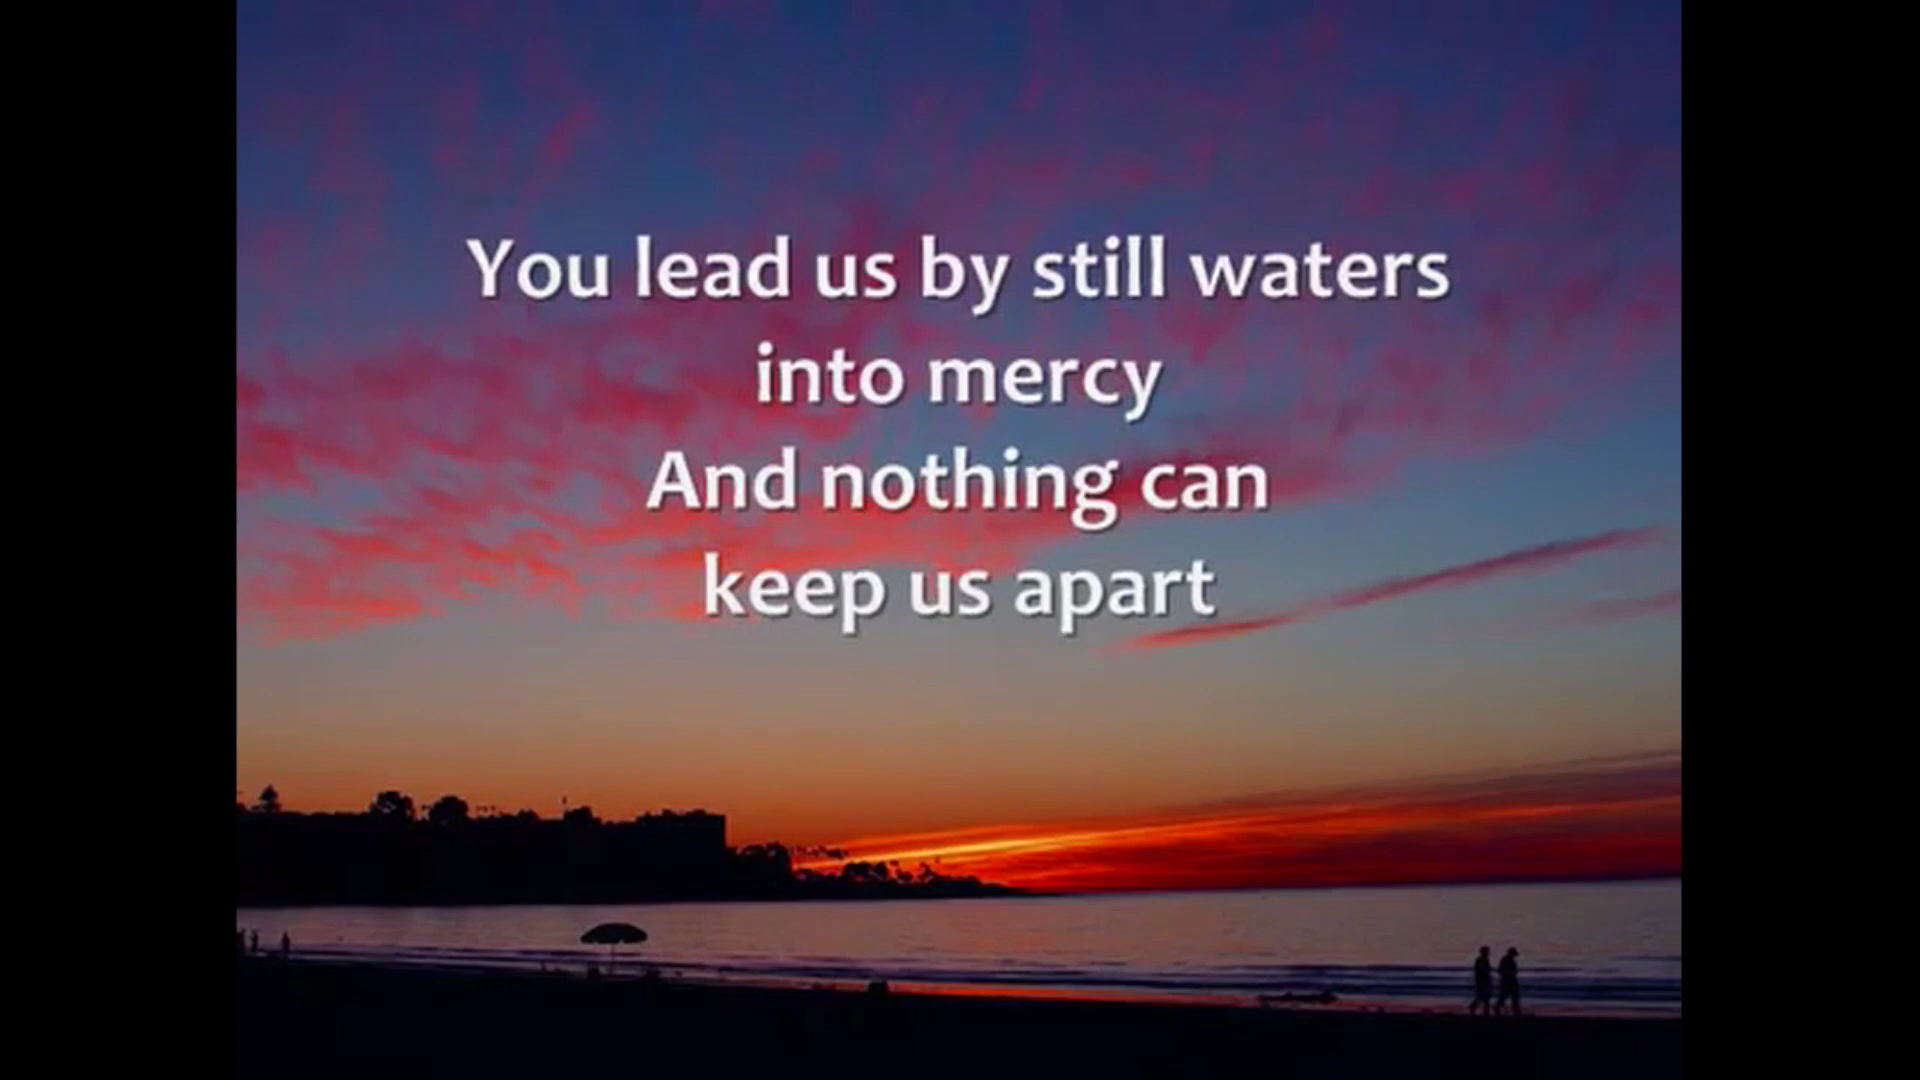 You lead us by still waters
into mercy
And nothing can
keep us apart